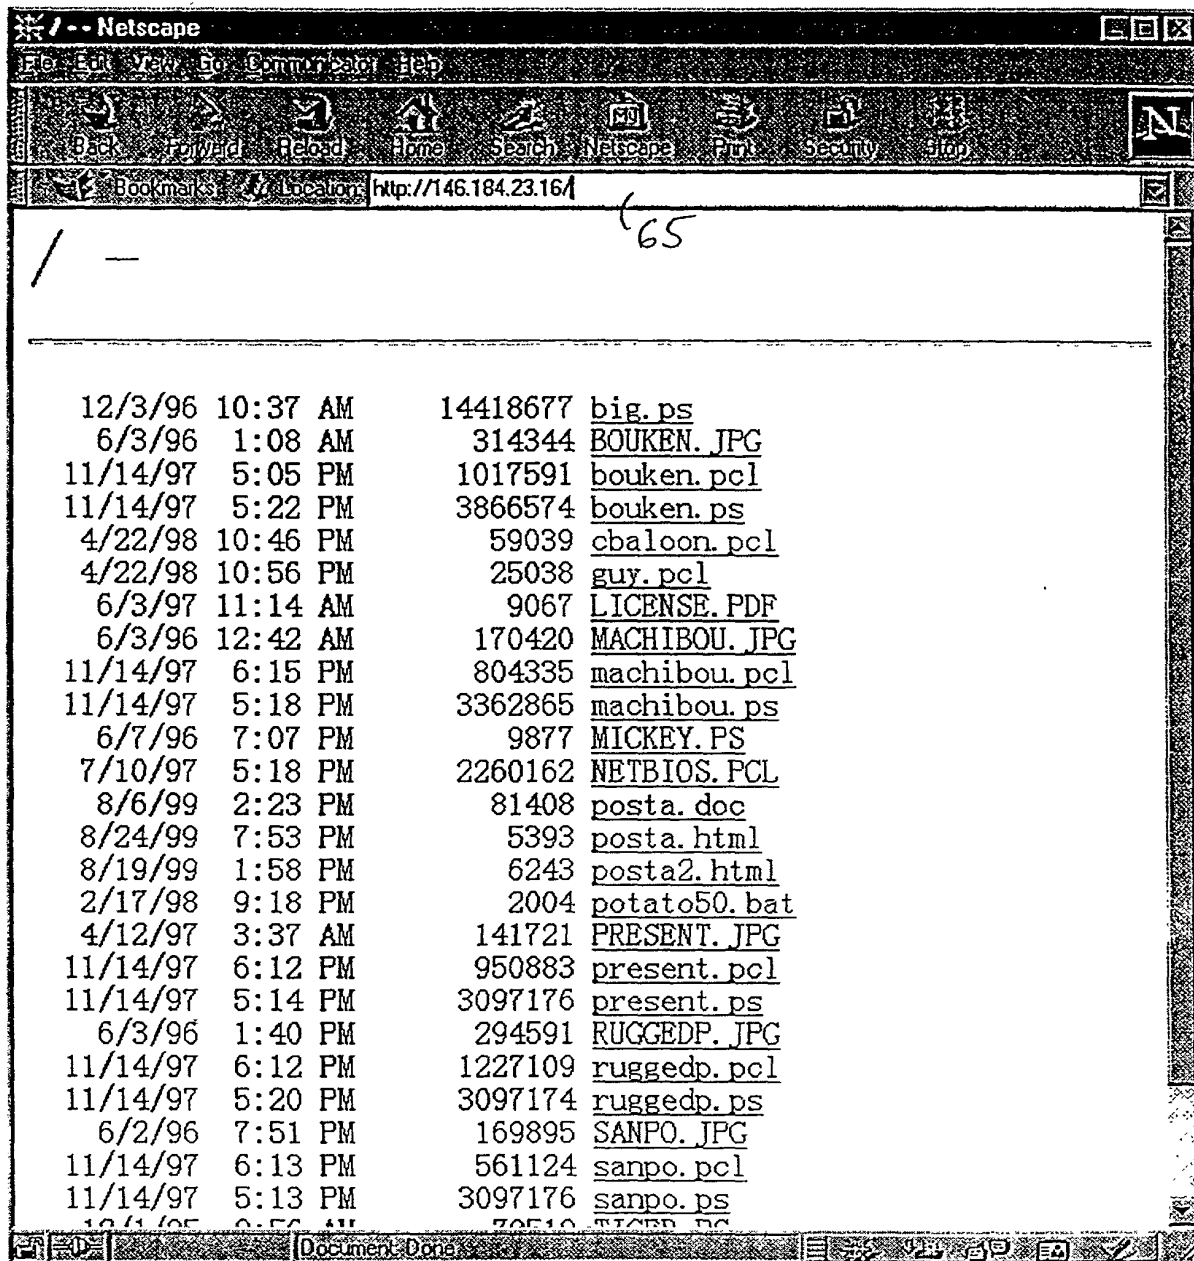 / - - Netscape
File Edit View Go Communicator Help
Back Forward Reload Home Search Netscape Print Security Stop
Bookmarks Location: http://146.184.23.16/
65
/ -
12/3/96 10:37 AM 14418677 big.ps
6/3/96 1:08 AM 314344 BOUKEN.JPG
11/14/97 5:05 PM 1017591 bouken.pcl
11/14/97 5:22 PM 3866574 bouken.ps
4/22/98 10:46 PM 59039 cbaloon.pcl
4/22/98 10:56 PM 25038 guy.pcl
6/3/97 11:14 AM 9067 LICENSE.PDF
6/3/96 12:42 AM 170420 MACHIBOU.JPG
11/14/97 6:15 PM 804335 machibou.pcl
11/14/97 5:18 PM 3362865 machibou.ps
6/7/96 7:07 PM 9877 MICKEY.PS
7/10/97 5:18 PM 2260162 NETBIOS.PCL
8/6/99 2:23 PM 81408 posta.doc
8/24/99 7:53 PM 5393 posta.html
8/19/99 1:58 PM 6243 posta2.html
2/17/98 9:18 PM 2004 potato50.bat
4/12/97 3:37 AM 141721 PRESENT.JPG
11/14/97 6:12 PM 950883 present.pcl
11/14/97 5:14 PM 3097176 present.ps
6/3/96 1:40 PM 294591 RUGGEDP.JPG
11/14/97 6:12 PM 1227109 ruggedp.pcl
11/14/97 5:20 PM 3097174 ruggedp.ps
6/2/96 7:51 PM 169895 SANPO.JPG
11/14/97 6:13 PM 561124 sanpo.pcl
11/14/97 5:13 PM 3097176 sanpo.ps
Document: Done